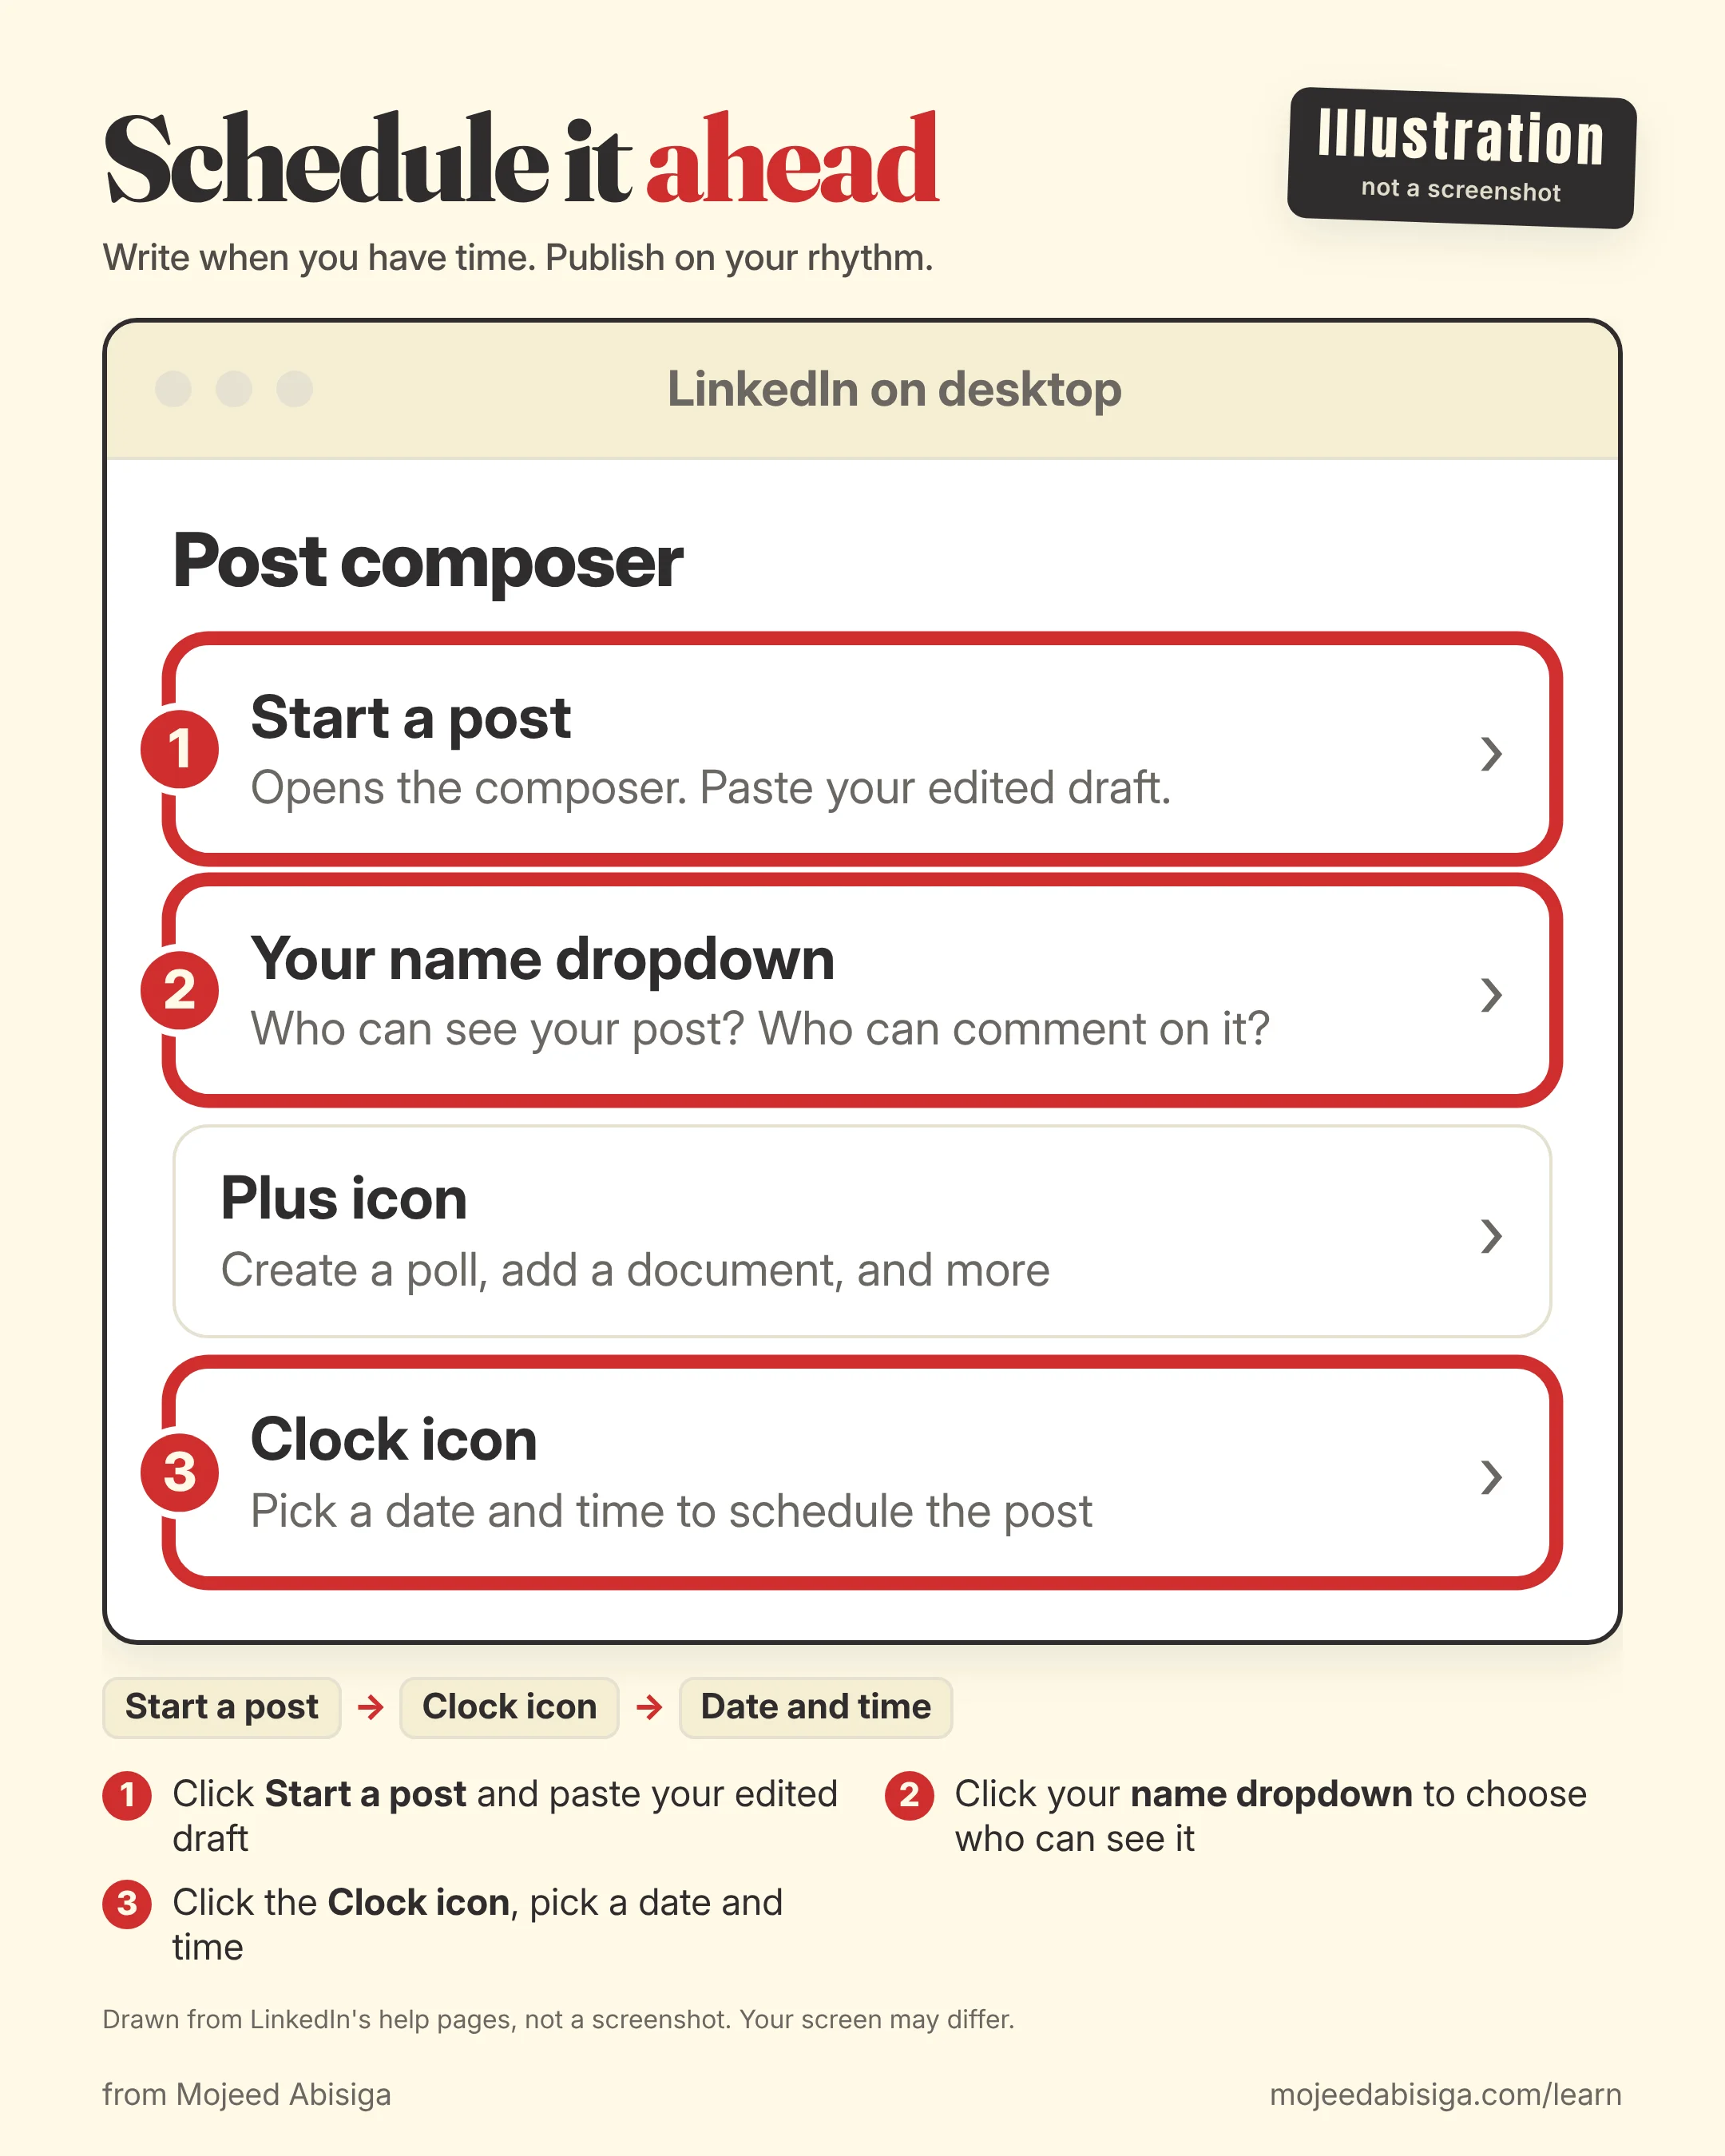 Schedule it ahead
Illustration
not a screenshot
Write when you have time. Publish on your rhythm.
LinkedIn on desktop
Post composer
1
Start a post
Opens the composer. Paste your edited draft.
2
Your name dropdown
Who can see your post? Who can comment on it?
Plus icon
Create a poll, add a document, and more
3
Clock icon
Pick a date and time to schedule the post
Start a post → Clock icon → Date and time
1 Click Start a post and paste your edited
draft
2 Click your name dropdown to choose
who can see it
3 Click the Clock icon, pick a date and
time
Drawn from LinkedIn's help pages, not a screenshot. Your screen may differ.
from Mojeed Abisiga
mojeedabisiga.com/learn